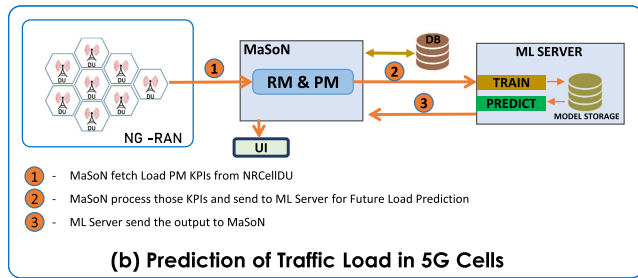 DU
DU
DU
DU
DU
DU
DU
DU
NG -RAN
1
MaSoN
RM & PM
UI
DB
2
3
ML SERVER
TRAIN
PREDICT
MODEL STORAGE
1 - MaSoN fetch Load PM KPIs from NRCellDU
2 - MaSoN process those KPIs and send to ML Server for Future Load Prediction
3 - ML Server send the output to MaSoN
(b) Prediction of Traffic Load in 5G Cells